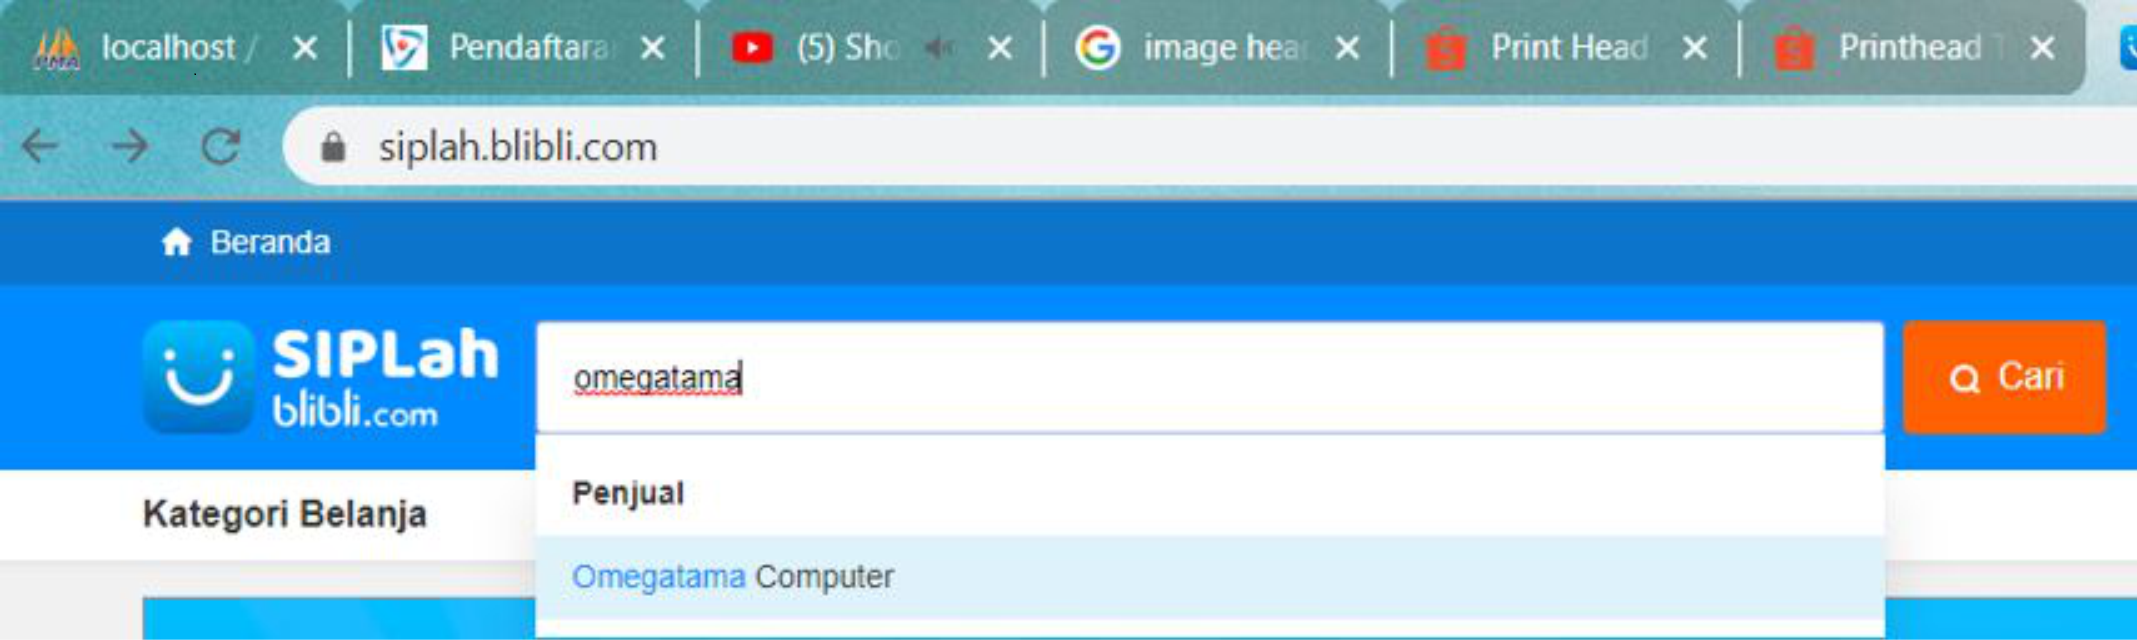 localhost /
Pendaftara
(5) Sho
image hea
Print Head
Printhead T
siplah.blibli.com
Beranda
SIPLah
blibli.com
omegatama
Cari
Penjual
Kategori Belanja
Omegatama Computer